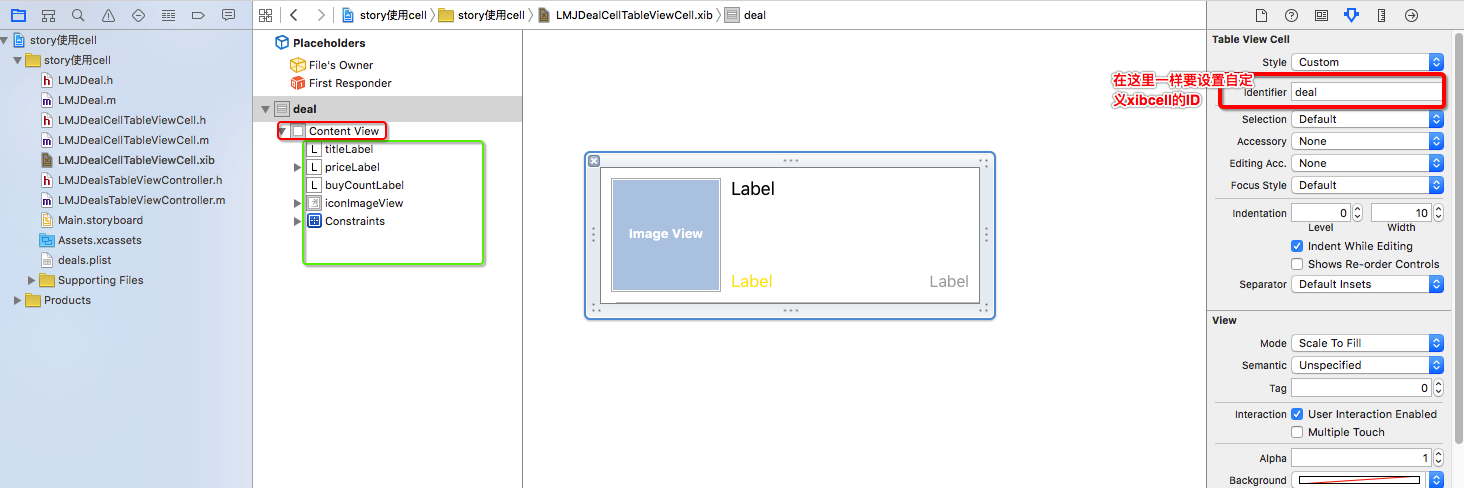 story使用cell
story使用cell
LMJDeal.h
LMJDeal.m
LMJDealCellTableViewCell.h
LMJDealCellTableViewCell.m
LMJDealCellTableViewCell.xib
LMJDealsTableViewController.h
LMJDealsTableViewController.m
Main.storyboard
Assets.xcassets
deals.plist
Supporting Files
Products
story使用cell
story使用cell
LMJDealCellTableViewCell.xib
deal
Placeholders
File's Owner
First Responder
deal
Content View
L titleLabel
L priceLabel
L buyCountLabel
iconImageView
Constraints
Label
Image View
Label
Label
在这里一样要设置自定
义xibcell的ID
Table View Cell
Style Custom
Identifier deal
Selection Default
Accessory None
Editing Acc. None
Focus Style Default
Indentation 0 10
Level Width
Indent While Editing
Shows Re-order Controls
Separator Default Insets
View
Mode Scale To Fill
Semantic Unspecified
Tag 0
Interaction User Interaction Enabled
Multiple Touch
Alpha 1
Background